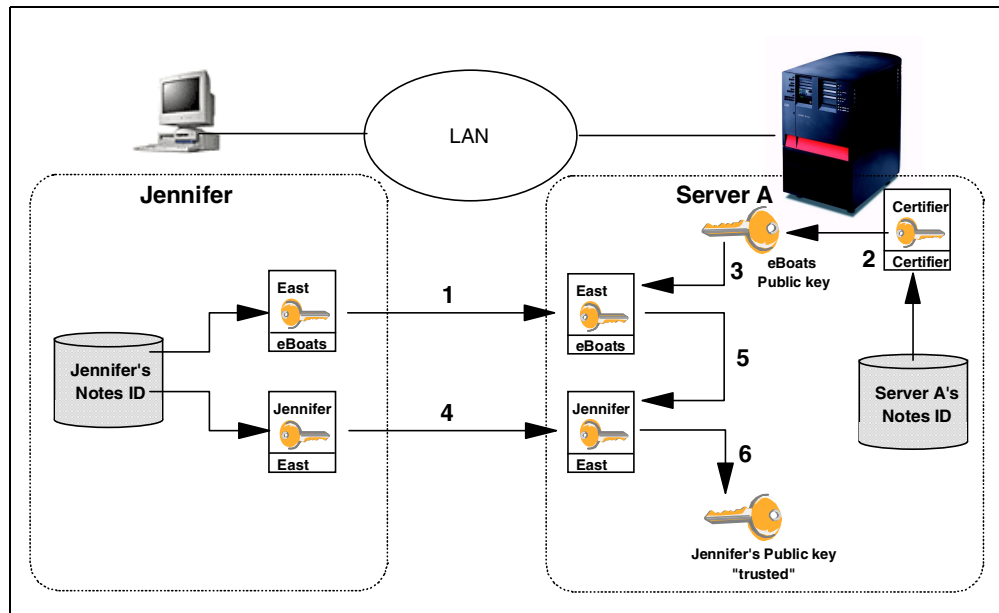 LAN
Jennifer
Server A
Certifier
Certifier
2
eBoats
Public key
3
East
eBoats
1
East
eBoats
Jennifer's
Notes ID
5
Server A's
Notes ID
Jennifer
East
4
Jennifer
East
6
Jennifer's Public key
"trusted"